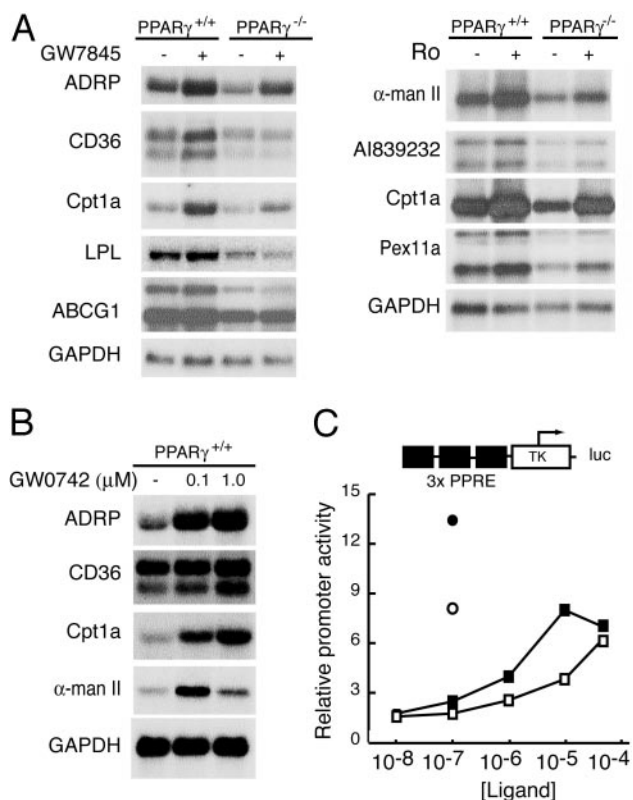 A
PPARγ+/+ PPARγ-/-
GW7845 - + - +
ADRP
CD36
Cpt1a
LPL
ABCG1
GAPDH
PPARγ+/+ PPARγ-/-
Ro - + - +
α-man II
AI839232
Cpt1a
Pex11a
GAPDH
B
PPARγ+/+
GW0742 (μM) - 0.1 1.0
ADRP
CD36
Cpt1a
α-man II
GAPDH
C
TK luc
3x PPRE
Relative promoter activity
15
12
9
6
3
0
10-8 10-7 10-6 10-5 10-4
[Ligand]